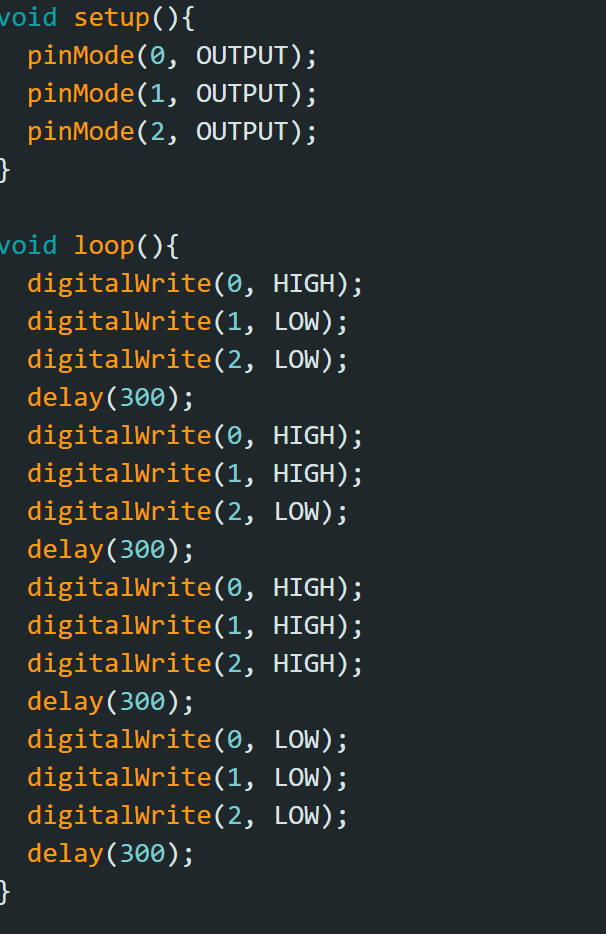 void setup(){
  pinMode(0, OUTPUT);
  pinMode(1, OUTPUT);
  pinMode(2, OUTPUT);
}

void loop(){
  digitalWrite(0, HIGH);
  digitalWrite(1, LOW);
  digitalWrite(2, LOW);
  delay(300);
  digitalWrite(0, HIGH);
  digitalWrite(1, HIGH);
  digitalWrite(2, LOW);
  delay(300);
  digitalWrite(0, HIGH);
  digitalWrite(1, HIGH);
  digitalWrite(2, HIGH);
  delay(300);
  digitalWrite(0, LOW);
  digitalWrite(1, LOW);
  digitalWrite(2, LOW);
  delay(300);
}